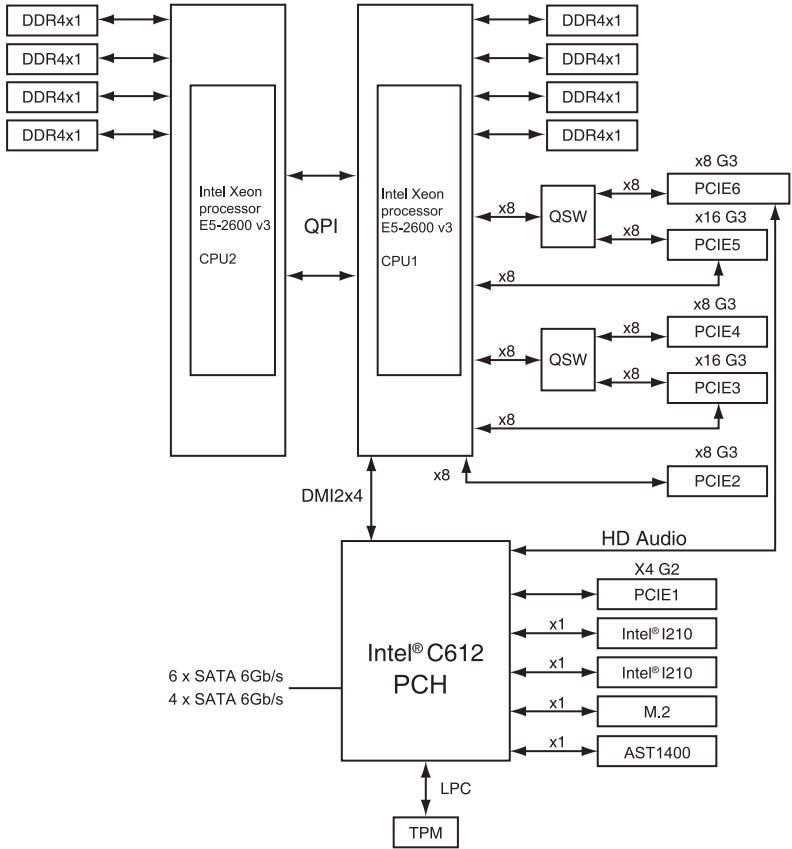 DDR4x1
DDR4x1
DDR4x1
DDR4x1
DDR4x1
DDR4x1
DDR4x1
DDR4x1
Intel Xeon
processor
E5-2600 v3
CPU2
QPI
Intel Xeon
processor
E5-2600 v3
CPU1
x8 G3
x8
PCIE6
x8
QSW
x16 G3
x8
PCIE5
x8
x8 G3
x8
PCIE4
x8
QSW
x16 G3
x8
PCIE3
x8
x8 G3
x8
PCIE2
DMI2x4
HD Audio
X4 G2
PCIE1
x1
Intel® I210
Intel® C612
PCH
x1
Intel® I210
6 x SATA 6Gb/s
4 x SATA 6Gb/s
x1
M.2
x1
AST1400
LPC
TPM